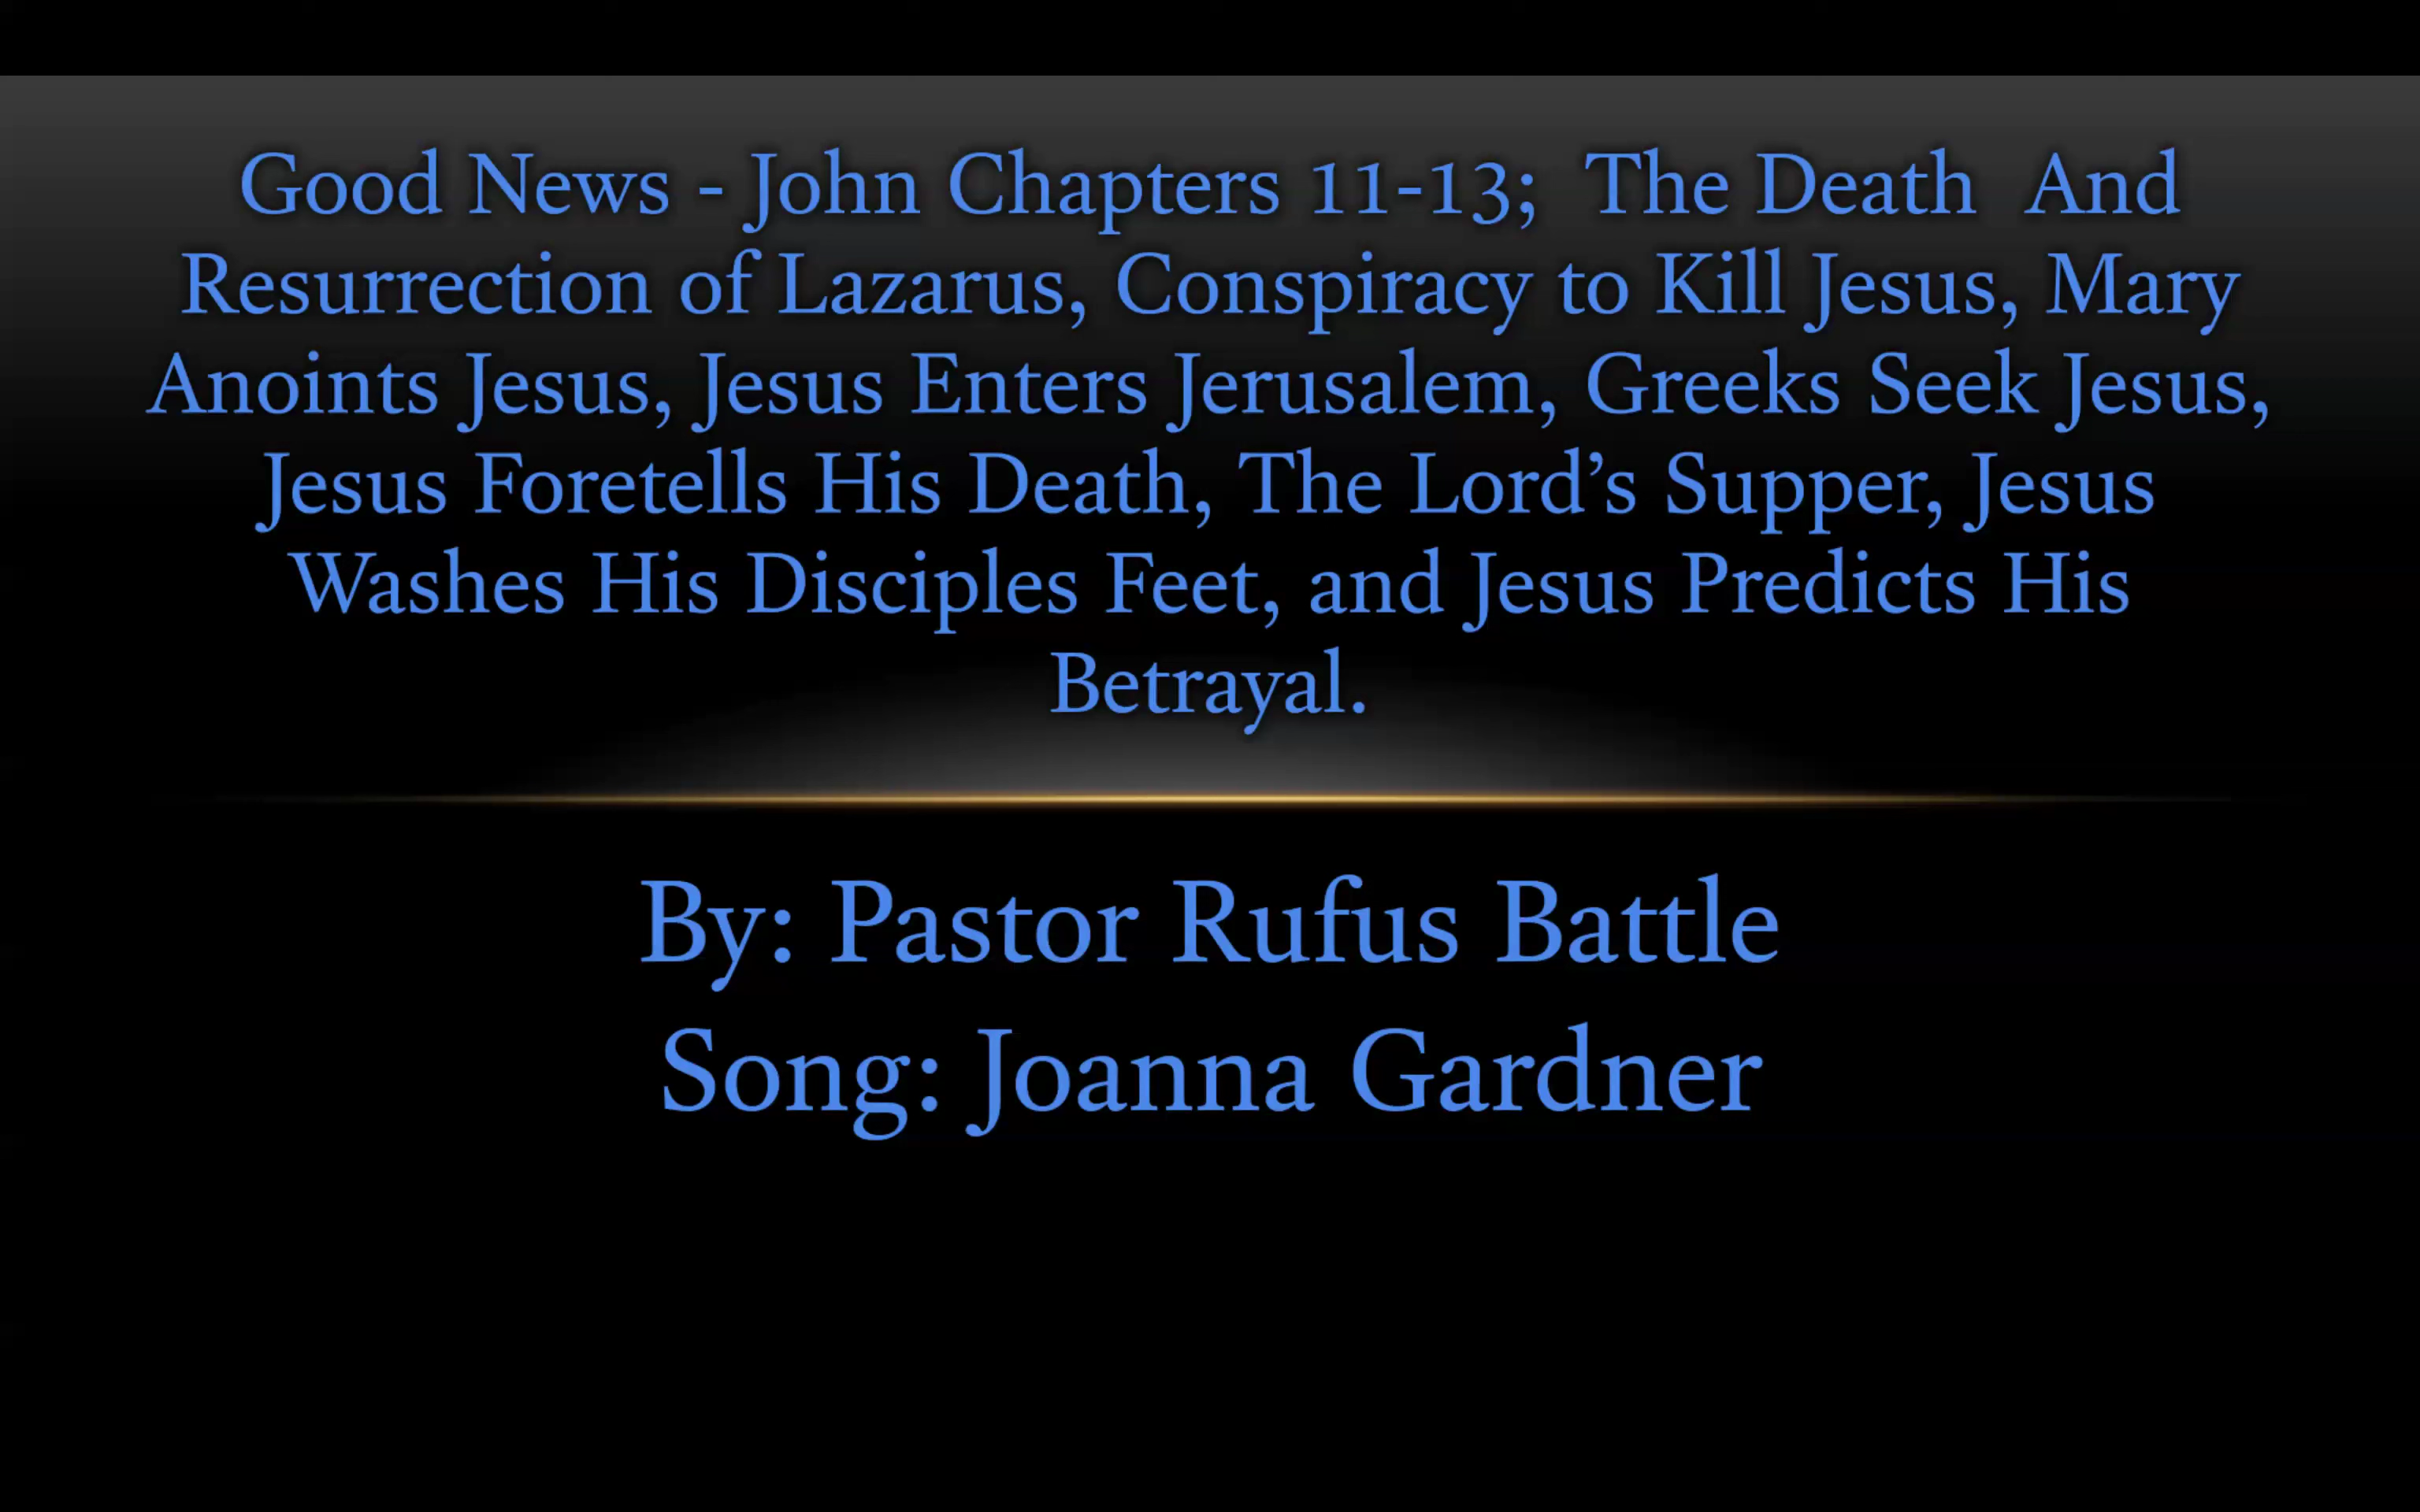 Good News - John Chapters 11-13;  The Death  And
Resurrection of Lazarus, Conspiracy to Kill Jesus, Mary
Anoints Jesus, Jesus Enters Jerusalem, Greeks Seek Jesus,
Jesus Foretells His Death, The Lord’s Supper, Jesus
Washes His Disciples Feet, and Jesus Predicts His
Betrayal.
By: Pastor Rufus Battle
Song: Joanna Gardner